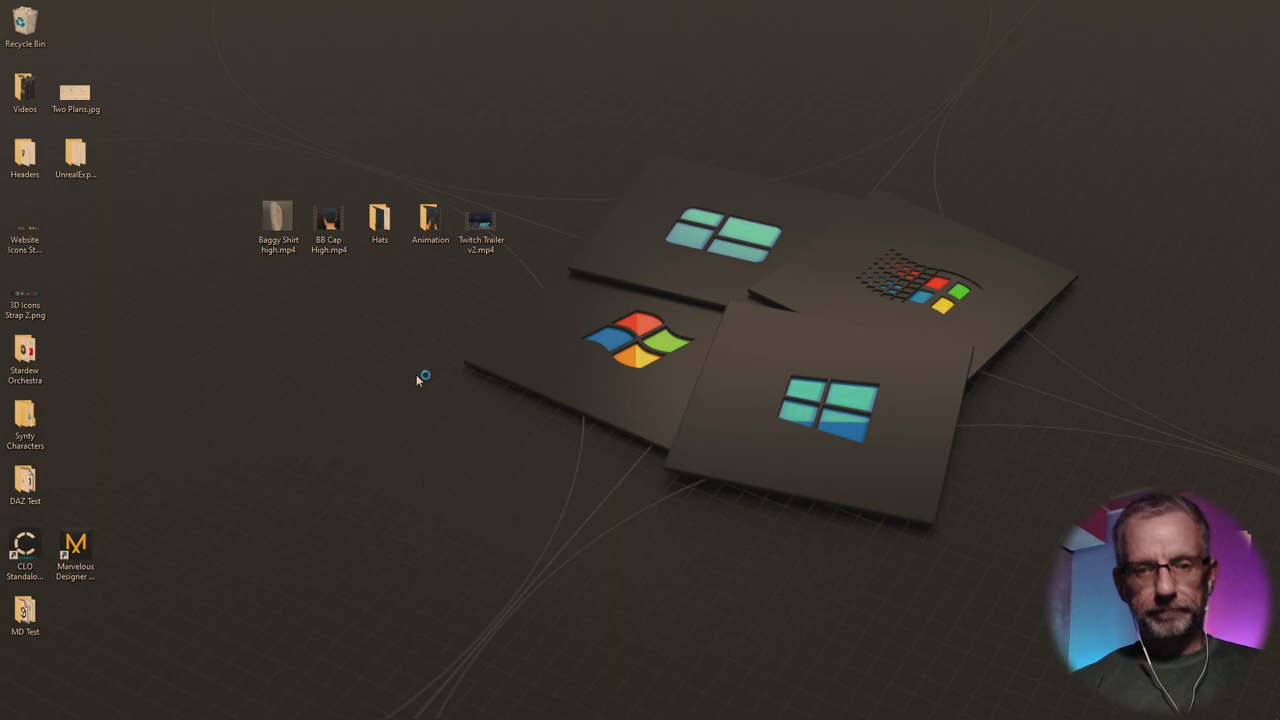 Recycle Bin
Videos
Two Plans.jpg
Headers
UnrealExp...
Baggy Shirt
high.mp4
BB Cap
High.mp4
Hats
Animation
Twitch Trailer
v2.mp4
Website
Icons St...
3D Icons
Strap 2.png
Stardew
Orchestra
Synty
Characters
DAZ Test
CLO
Standalo...
Marvelous
Designer ...
MD Test